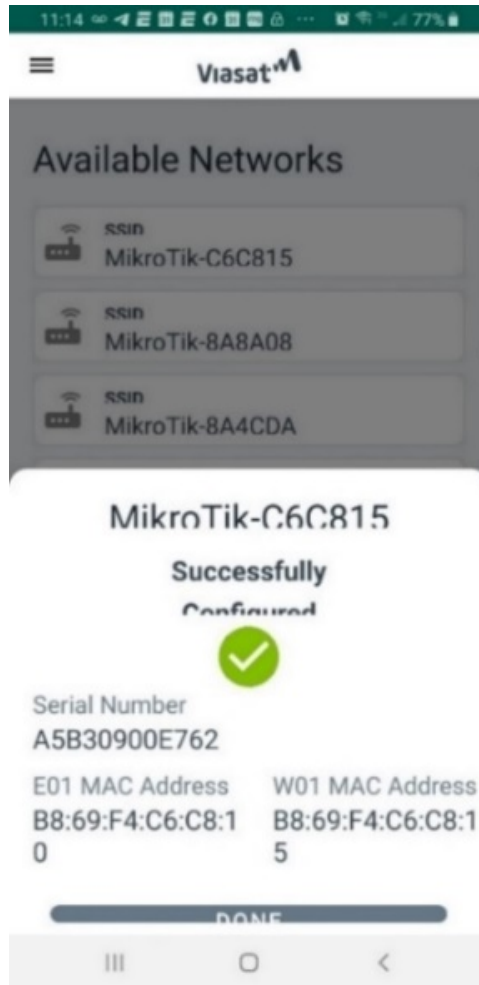 11:14
77%
Viasat
Available Networks
SSID
MikroTik-C6C815
SSID
MikroTik-8A8A08
SSID
MikroTik-8A4CDA
MikroTik-C6C815
Successfully
Configured
Serial Number
A5B30900E762
E01 MAC Address W01 MAC Address
B8:69:F4:C6:C8:1 B8:69:F4:C6:C8:1
0 5
DONE